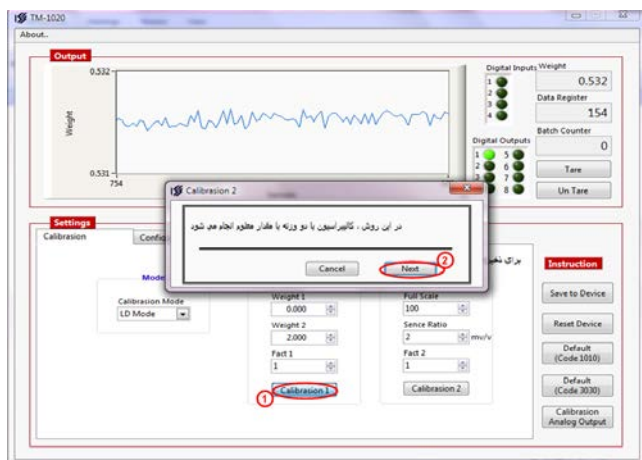 TM-1020
About..
Output
Digital Inputs
Weight
0.532
1
0.532
2
Data Register
3
154
4
Weight
Batch Counter
Digital Outputs
0
1 5
2 6
Tare
3 7
0.531
8
Un Tare
754
Calibrasion 2
در این روش ، کالیبراسیون با دو وزنه با مقدار معلوم انجام می شود
Cancel
Next
2
Settings
Calibrasion
برای
Instruction
Calibrasion Mode
LD Mode
Weight 1
0.000
Full Scale
100
Save to Device
Weight 2
2.000
Sence Ratio
2
mv/v
Reset Device
Fact 1
1
Fact 2
1
Default
(Code 1010)
1
Calibrasion 1
Calibrasion 2
Default
(Code 3030)
Calibrasion
Analog Output